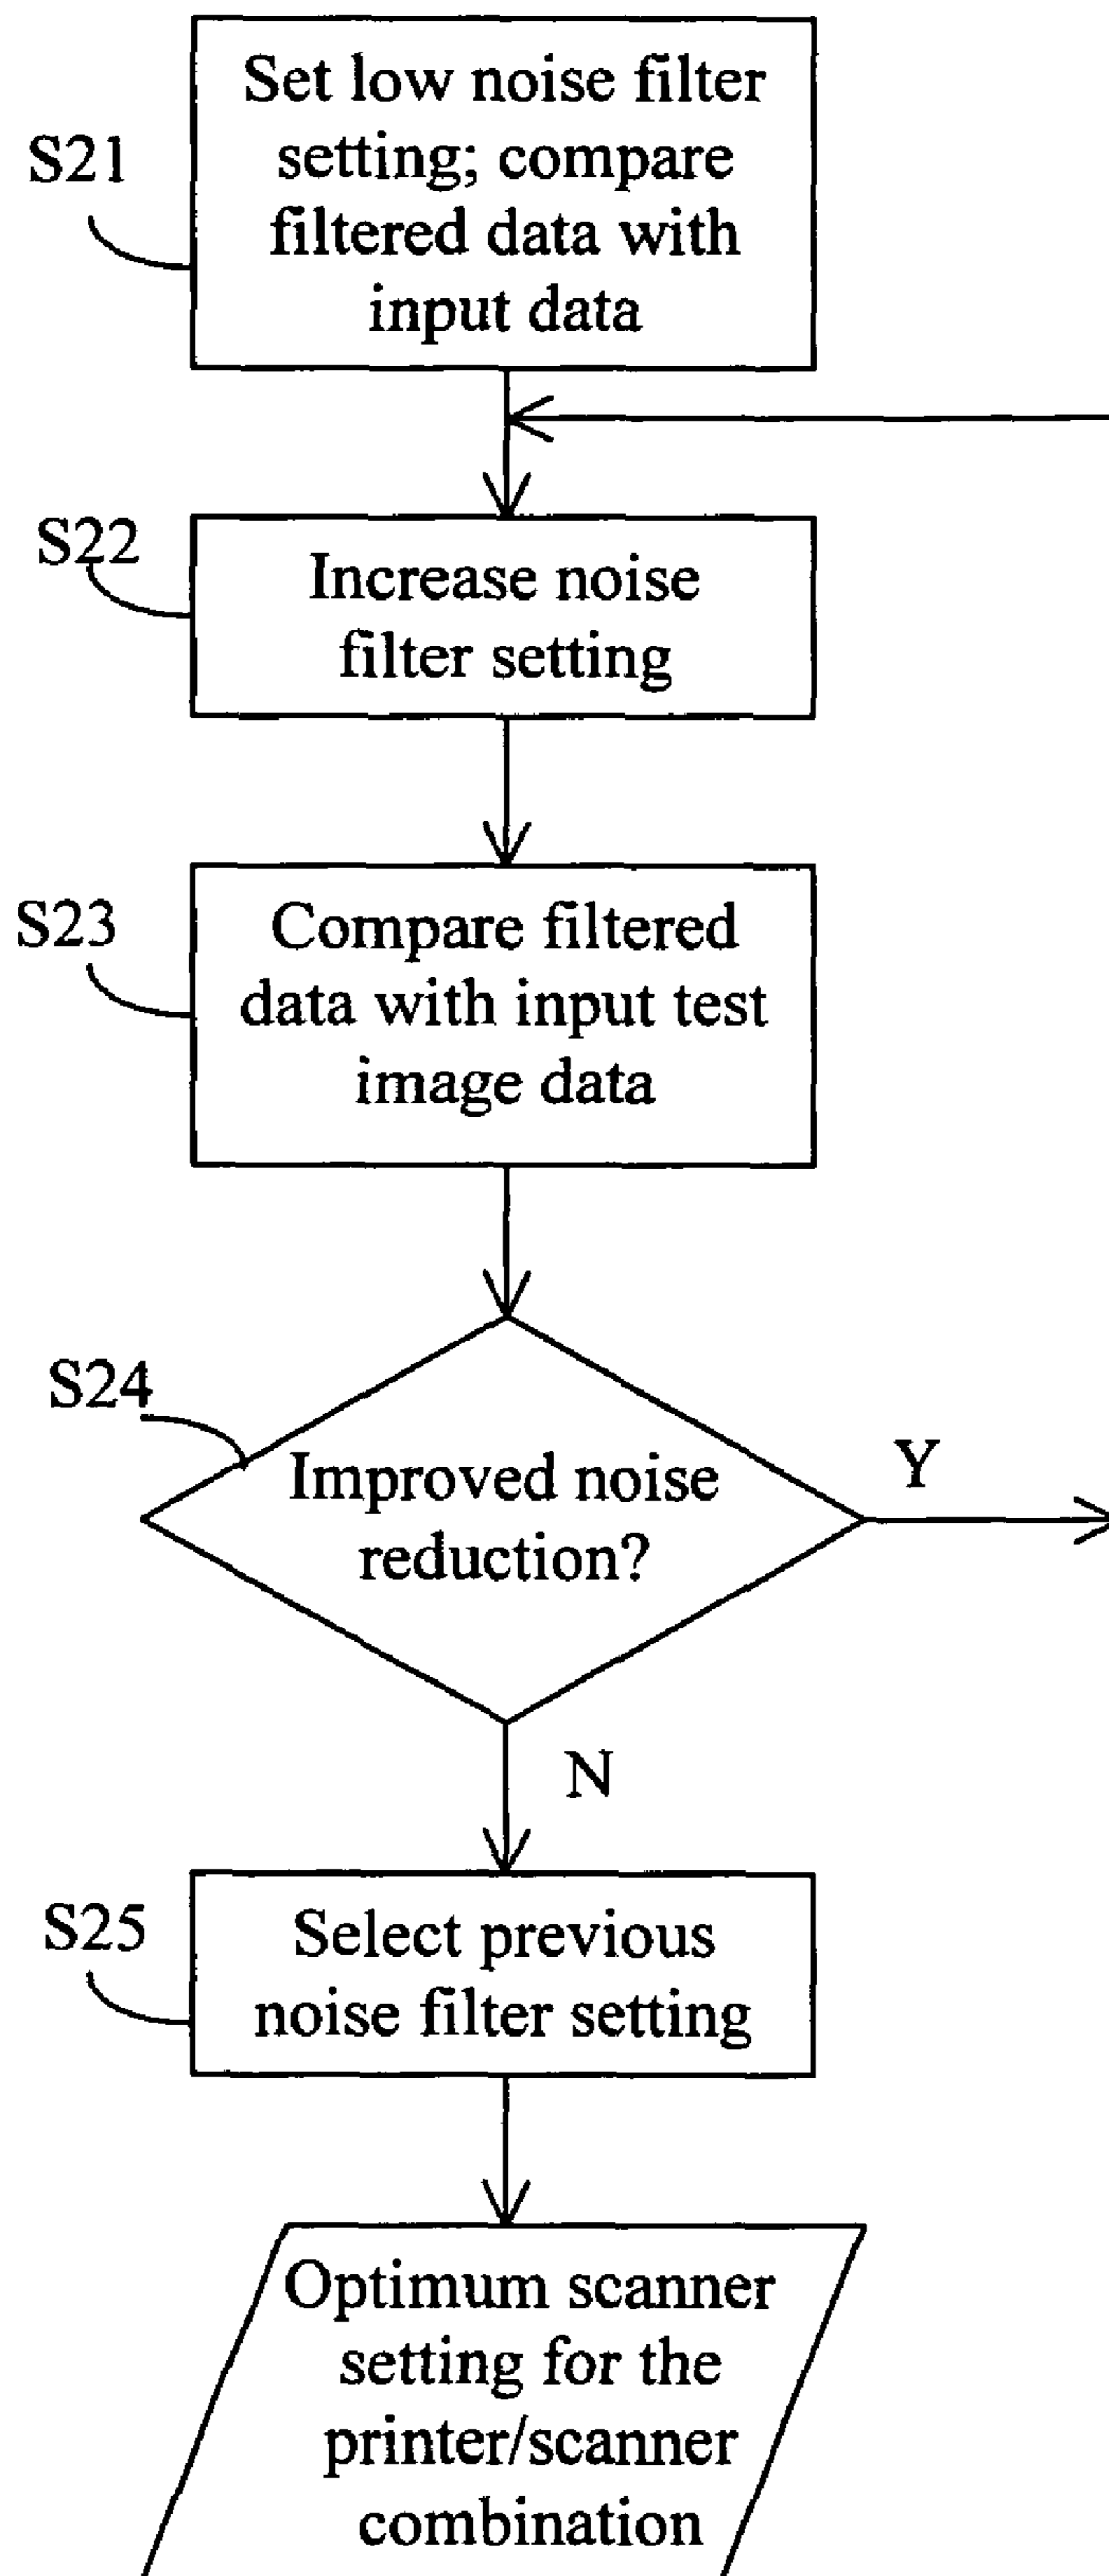 S21
Set low noise filter
setting; compare
filtered data with
input data
S22
Increase noise
filter setting
S23
Compare filtered
data with input test
image data
S24
Improved noise
reduction?
Y
N
S25
Select previous
noise filter setting
Optimum scanner
setting for the
printer/scanner
combination